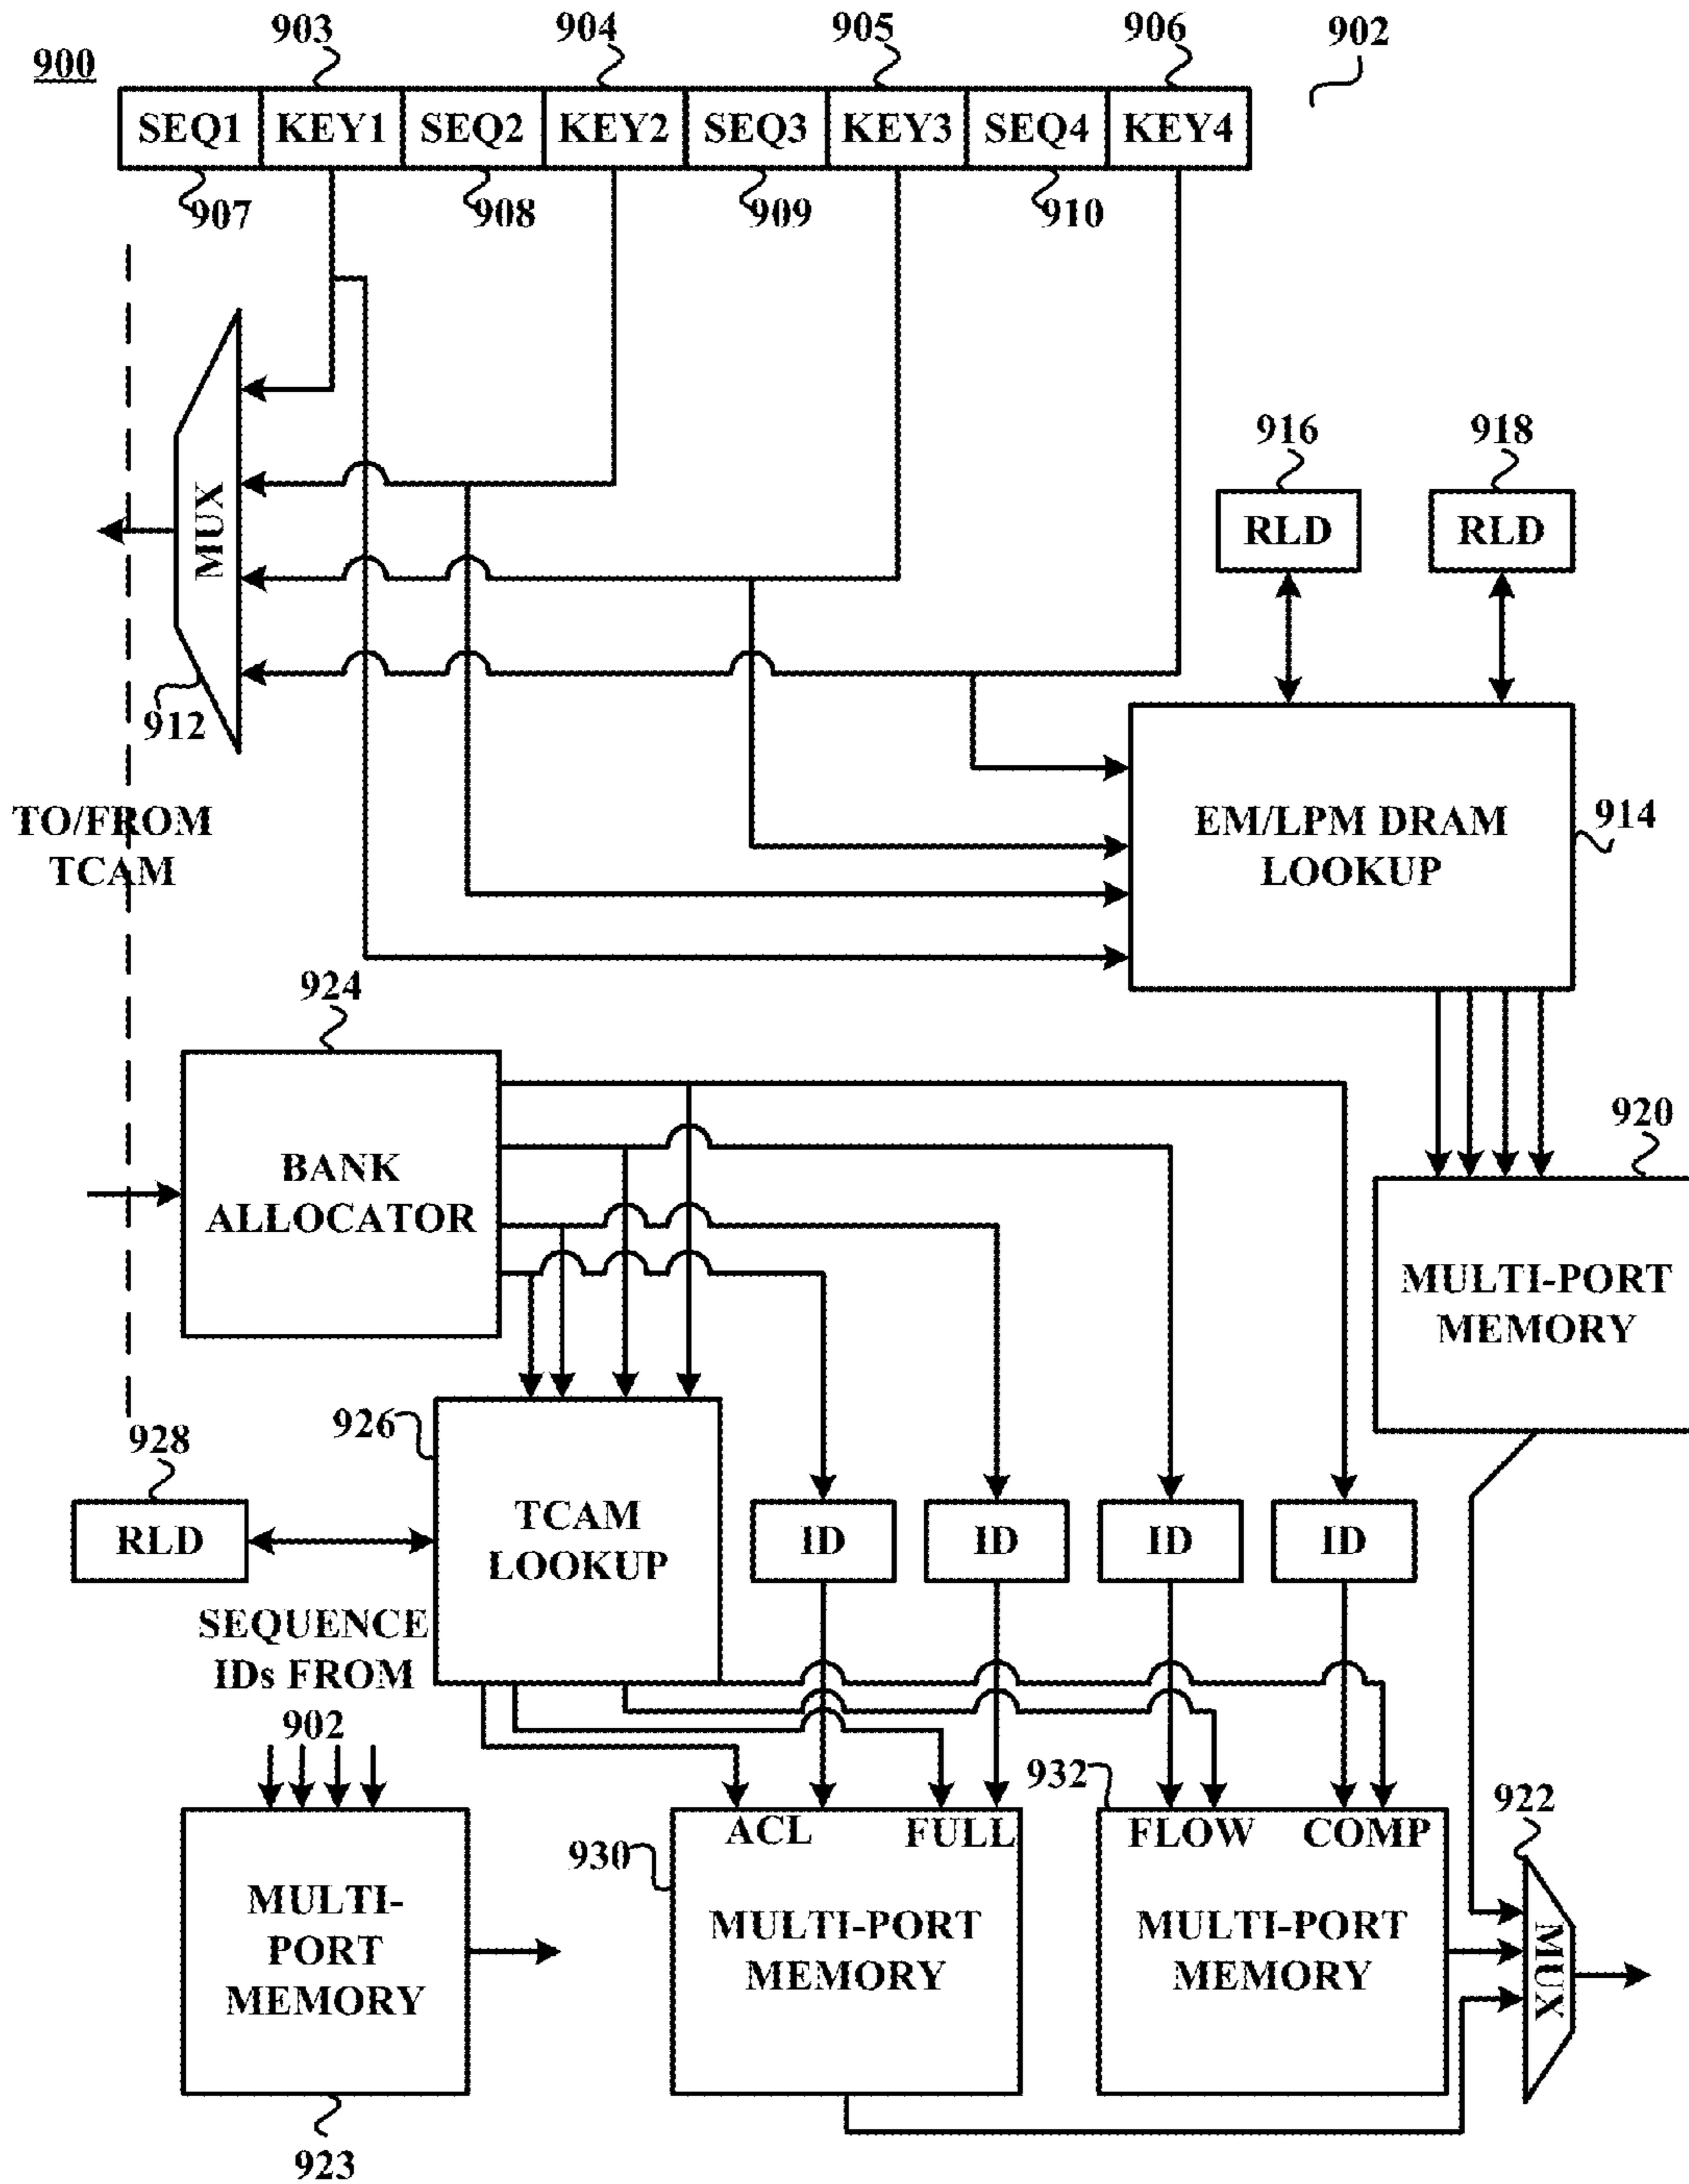 903 904 905 906 902
900
SEQ1 KEY1 SEQ2 KEY2 SEQ3 KEY3 SEQ4 KEY4
907 908 909 910
916 918
MUX
RLD RLD
912
TO/FROM
TCAM
EM/LPM DRAM
LOOKUP
914
924
920
BANK
ALLOCATOR
MULTI-PORT
MEMORY
926
928
RLD
TCAM
LOOKUP
ID ID ID ID
SEQUENCE
IDs FROM
902
932
922
ACL FULL FLOW COMP
930
MULTI-
PORT
MEMORY
MULTI-PORT
MEMORY
MULTI-PORT
MEMORY
MUX
923